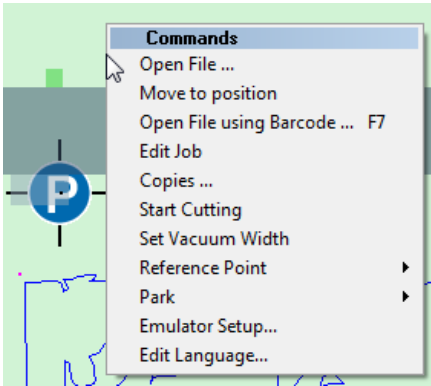 Commands
Open File ...
Move to position
Open File using Barcode ... F7
Edit Job
Copies ...
P
Start Cutting
Set Vacuum Width
Reference Point
Park
Emulator Setup...
Edit Language...